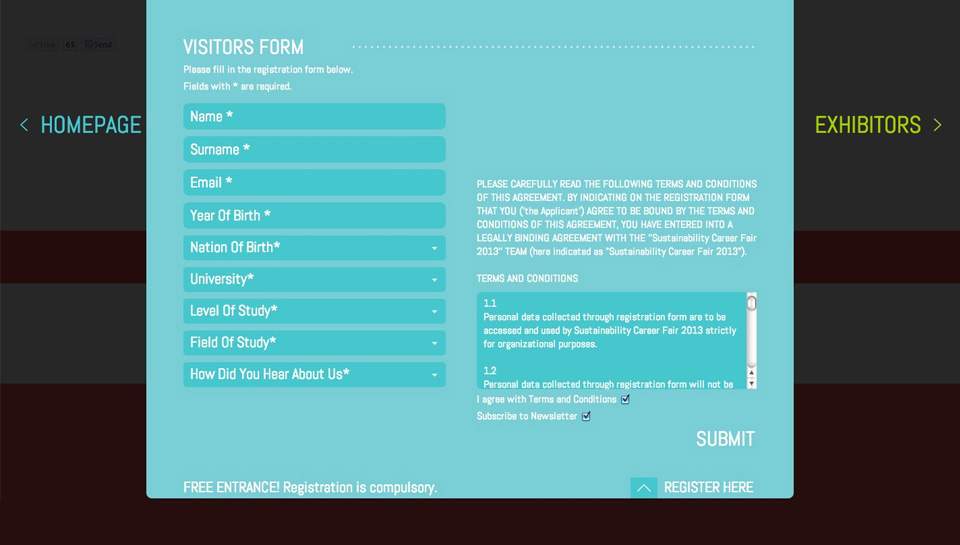 65
Send
HOMEPAGE
EXHIBITORS
VISITORS FORM
Please fill in the registration form below.
Fields with * are required.
Name *
Surname *
Email *
Year Of Birth *
Nation Of Birth*
University*
Level Of Study*
Field Of Study*
How Did You Hear About Us*
PLEASE CAREFULLY READ THE FOLLOWING TERMS AND CONDITIONS
OF THIS AGREEMENT. BY INDICATING ON THE REGISTRATION FORM
THAT YOU ("the Applicant") AGREE TO BE BOUND BY THE TERMS AND
CONDITIONS OF THIS AGREEMENT, YOU HAVE ENTERED INTO A
LEGALLY BINDING AGREEMENT WITH THE "Sustainability Career Fair
2013" TEAM (here indicated as "Sustainability Career Fair 2013").
TERMS AND CONDITIONS
1.1
Personal data collected through registration form are to be
accessed and used by Sustainability Career Fair 2013 strictly
for organizational purposes.
1.2
Personal data collected through registration form will not be
I agree with Terms and Conditions
Subscribe to Newsletter
SUBMIT
FREE ENTRANCE! Registration is compulsory.
REGISTER HERE